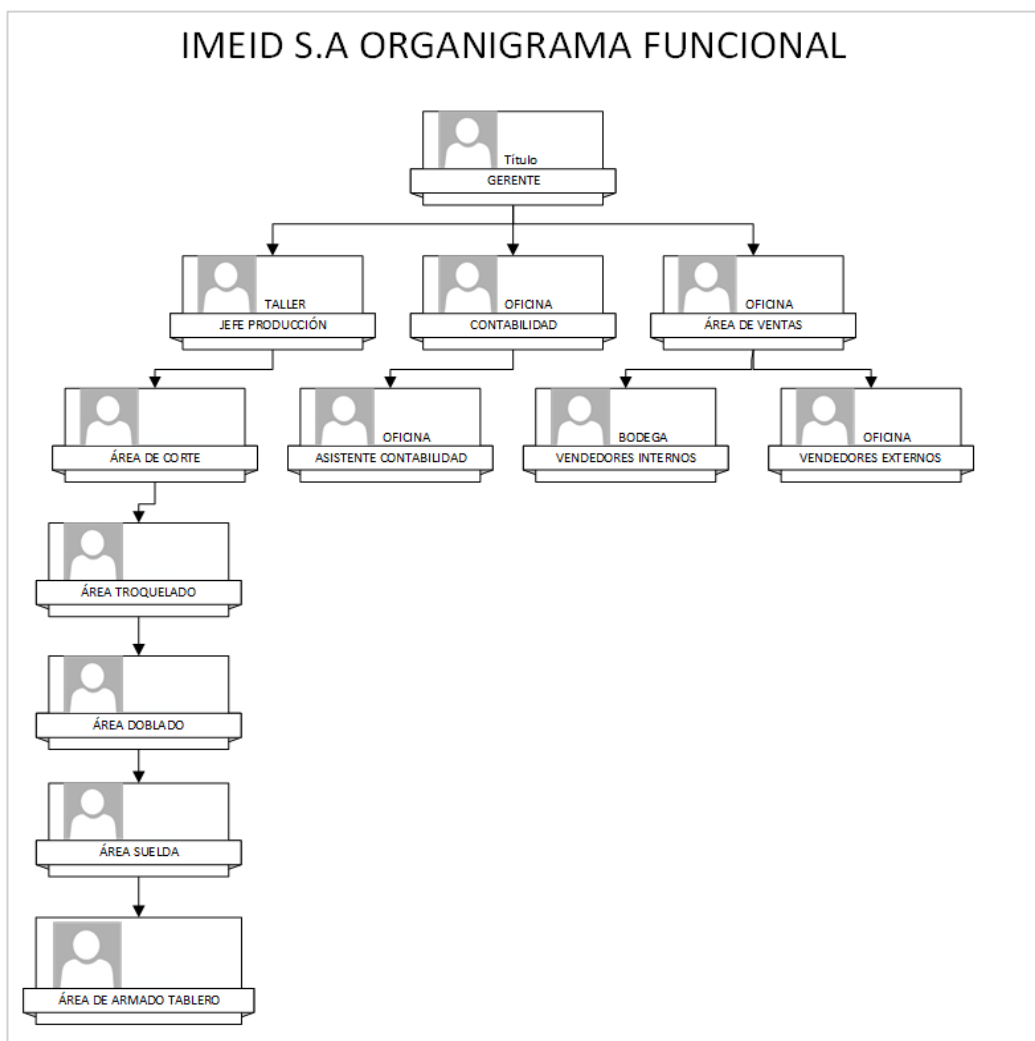 IMEID S.A ORGANIGRAMA FUNCIONAL
Título
GERENTE
TALLER
JEFE PRODUCCIÓN
OFICINA
CONTABILIDAD
OFICINA
ÁREA DE VENTAS
ÁREA DE CORTE
OFICINA
ASISTENTE CONTABILIDAD
BODEGA
VENDEDORES INTERNOS
OFICINA
VENDEDORES EXTERNOS
ÁREA TROQUELADO
ÁREA DOBLADO
ÁREA SUELDA
ÁREA DE ARMADO TABLERO